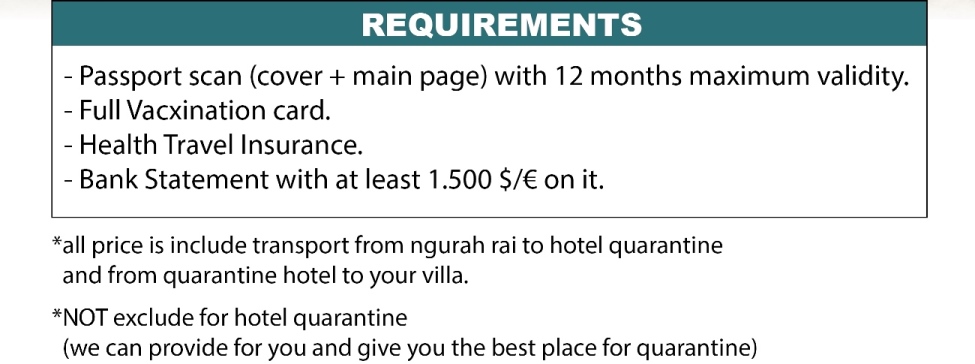 REQUIREMENTS
- Passport scan (cover + main page) with 12 months maximum validity.
- Full Vacxination card.
- Health Travel Insurance.
- Bank Statement with at least 1.500 $/€ on it.
*all price is include transport from ngurah rai to hotel quarantine
and from quarantine hotel to your villa.
*NOT exclude for hotel quarantine
(we can provide for you and give you the best place for quarantine)